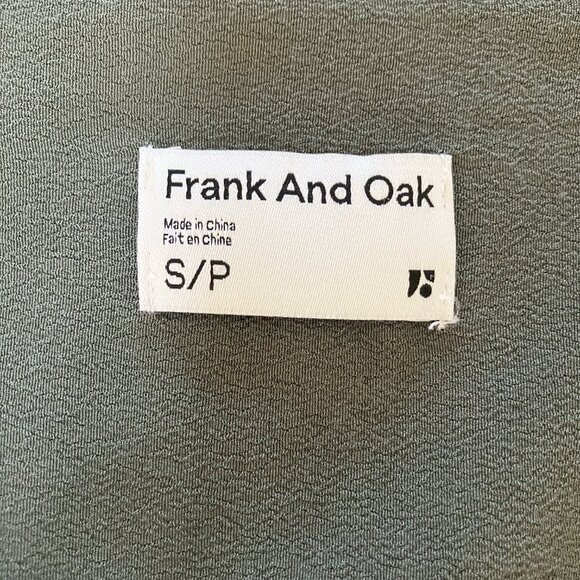 Frank And Oak
Made in China
Fait en Chine
S/P